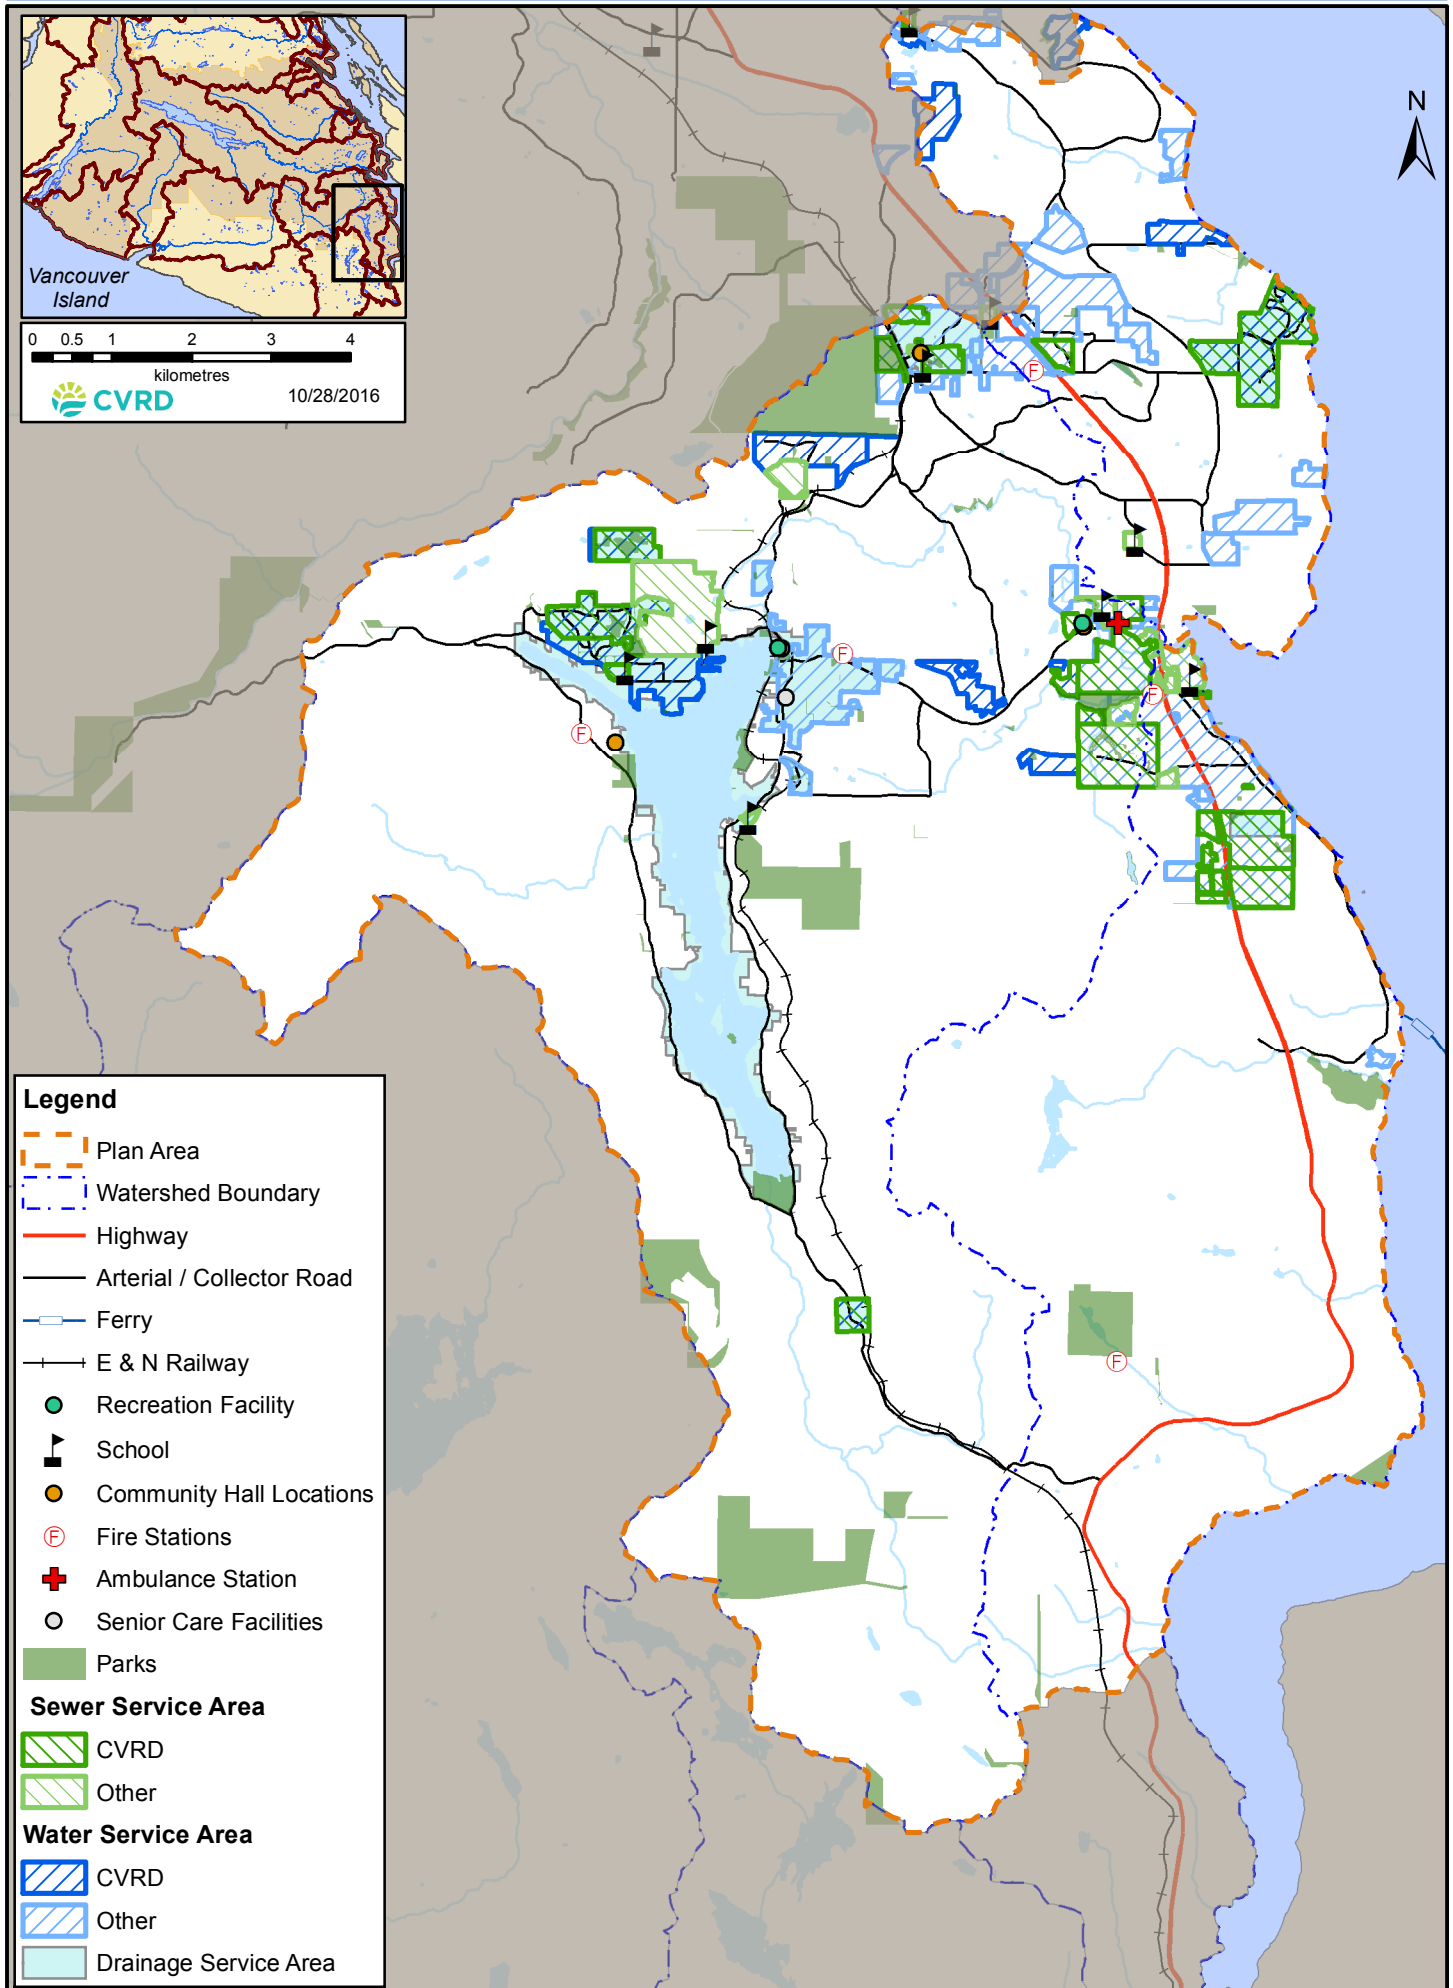 Vancouver
Island
0 0.5 1 2 3 4
kilometres
CVRD
10/28/2016
N
F
F
F
F
F
Legend
Plan Area
Watershed Boundary
Highway
Arterial / Collector Road
Ferry
E & N Railway
Recreation Facility
School
Community Hall Locations
F Fire Stations
Ambulance Station
Senior Care Facilities
Parks
Sewer Service Area
CVRD
Other
Water Service Area
CVRD
Other
Drainage Service Area